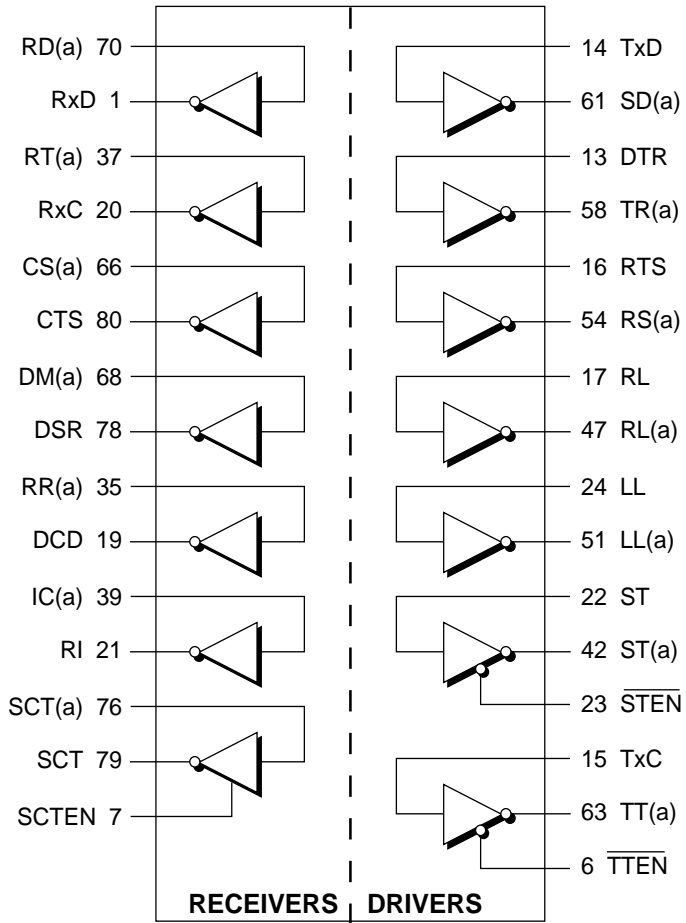 RD(a) 70
RxD 1
RT(a) 37
RxC 20
CS(a) 66
CTS 80
DM(a) 68
DSR 78
RR(a) 35
DCD 19
IC(a) 39
RI 21
SCT(a) 76
SCT 79
SCTEN 7
14 TxD
61 SD(a)
13 DTR
58 TR(a)
16 RTS
54 RS(a)
17 RL
47 RL(a)
24 LL
51 LL(a)
22 ST
42 ST(a)
23 S̅T̅E̅N̅
15 TxC
63 TT(a)
6 T̅T̅E̅N̅
RECEIVERS DRIVERS